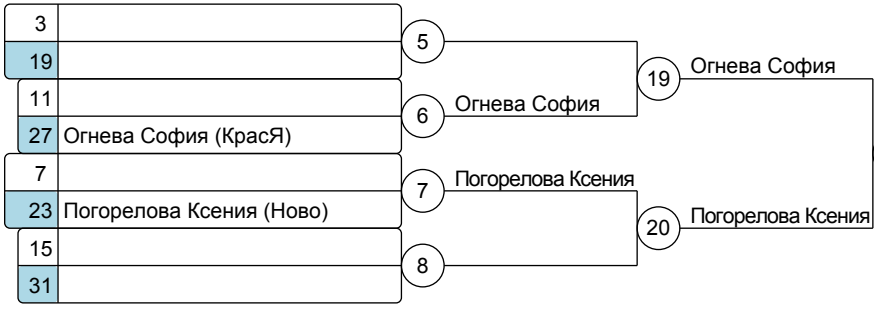 3
5
19
19 Огнева София
11
6 Огнева София
27 Огнева София (КрасЯ)
7
7 Погорелова Ксения
23 Погорелова Ксения (Ново)
20 Погорелова Ксения
15
8
31